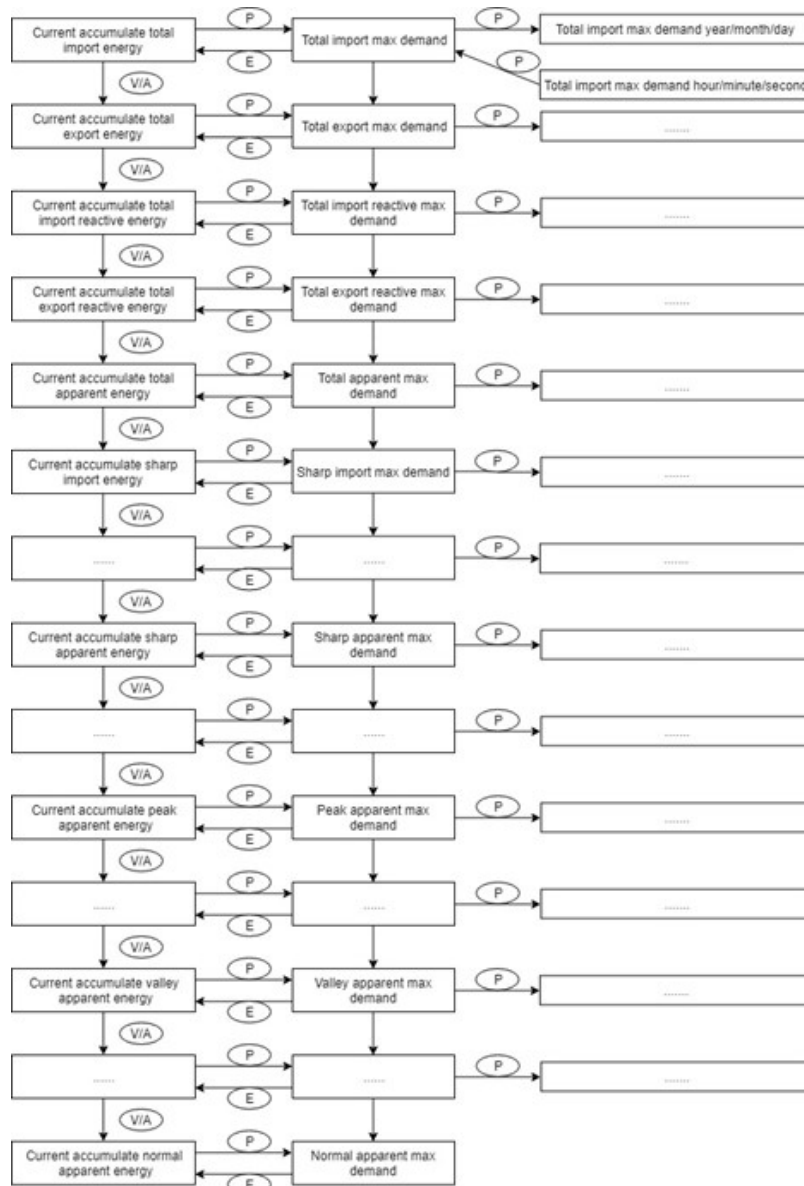 Current accumulate total
import energy
P
E
Total import max demand
P
Total import max demand year/month/day
P
Total import max demand hour/minute/second
V/A
Current accumulate total
export energy
P
E
Total export max demand
P
.......
V/A
Current accumulate total
import reactive energy
P
E
Total import reactive max
demand
P
.......
V/A
Current accumulate total
export reactive energy
P
E
Total export reactive max
demand
P
.......
V/A
Current accumulate total
apparent energy
P
E
Total apparent max
demand
P
.......
V/A
Current accumulate sharp
import energy
P
E
Sharp import max demand
P
.......
V/A
......
P
E
......
P
.......
V/A
Current accumulate sharp
apparent energy
P
E
Sharp apparent max
demand
P
.......
V/A
......
P
E
......
P
.......
V/A
Current accumulate peak
apparent energy
P
E
Peak apparent max
demand
P
.......
V/A
......
P
E
......
P
.......
V/A
Current accumulate valley
apparent energy
P
E
Valley apparent max
demand
P
.......
V/A
......
P
E
......
P
.......
V/A
Current accumulate normal
apparent energy
P
E
Normal apparent max
demand